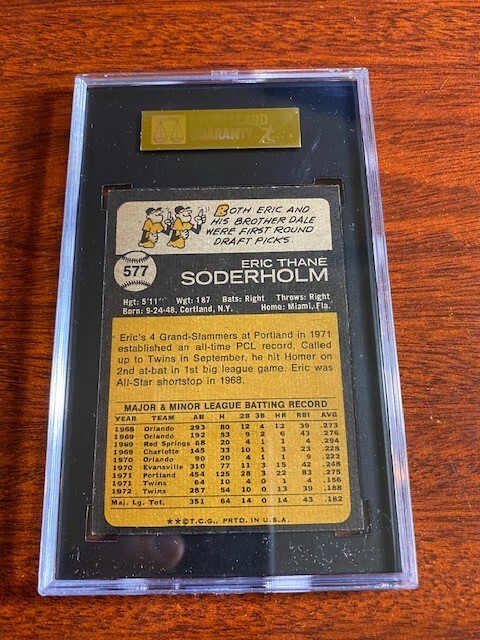 SPORTSCARD
GUARANTY
BOTH ERIC AND
HIS BROTHER DALE
WERE FIRST ROUND
DRAFT PICKS.
577
ERIC THANE
SODERHOLM
Hgt: 5'11" Wgt: 187 Bats: Right Throws: Right
Born: 9-24-48, Cortland, N.Y. Home: Miami, Fla.
Eric's 4 Grand-Slammers at Portland in 1971
established an all-time PCL record. Called
up to Twins in September, he hit Homer on
2nd at-bat in 1st big league game. Eric was
All-Star shortstop in 1968.
MAJOR & MINOR LEAGUE BATTING RECORD
YEAR TEAM AB H 2B 3B HR RBI AVG
1968 Orlando 293 80 12 4 12 39 .273
1969 Orlando 192 53 9 2 6 43 .276
1969 Red Springs 68 20 4 1 1 4 .294
1969 Charlotte 145 33 10 1 3 23 .228
1970 Orlando 90 20 4 1 1 9 .222
1970 Evansville 310 77 11 3 15 42 .248
1971 Portland 454 125 28 3 22 83 .275
1971 Twins 64 10 4 0 1 4 .156
1972 Twins 287 54 10 0 13 39 .188
Maj. Lg. Tot. 351 64 14 0 14 43 .182
★★©T.C.G., PRTD. IN U.S.A.